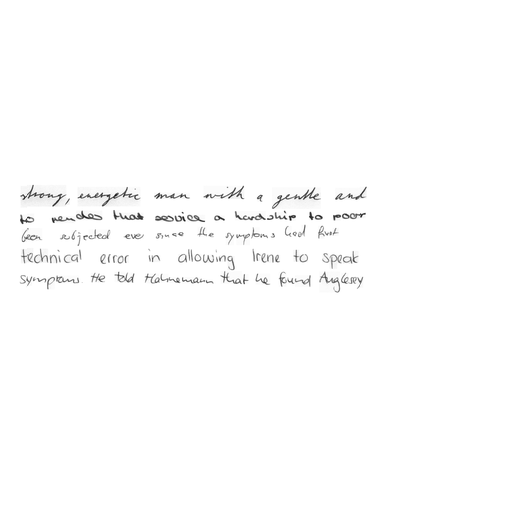 strong, energetic man with a gentle and
to render that service a hardship to poor
been subjected ever since the symptoms had first
technical error in allowing Irene to speak
symptoms He told Hahnemann that he found Anglesey